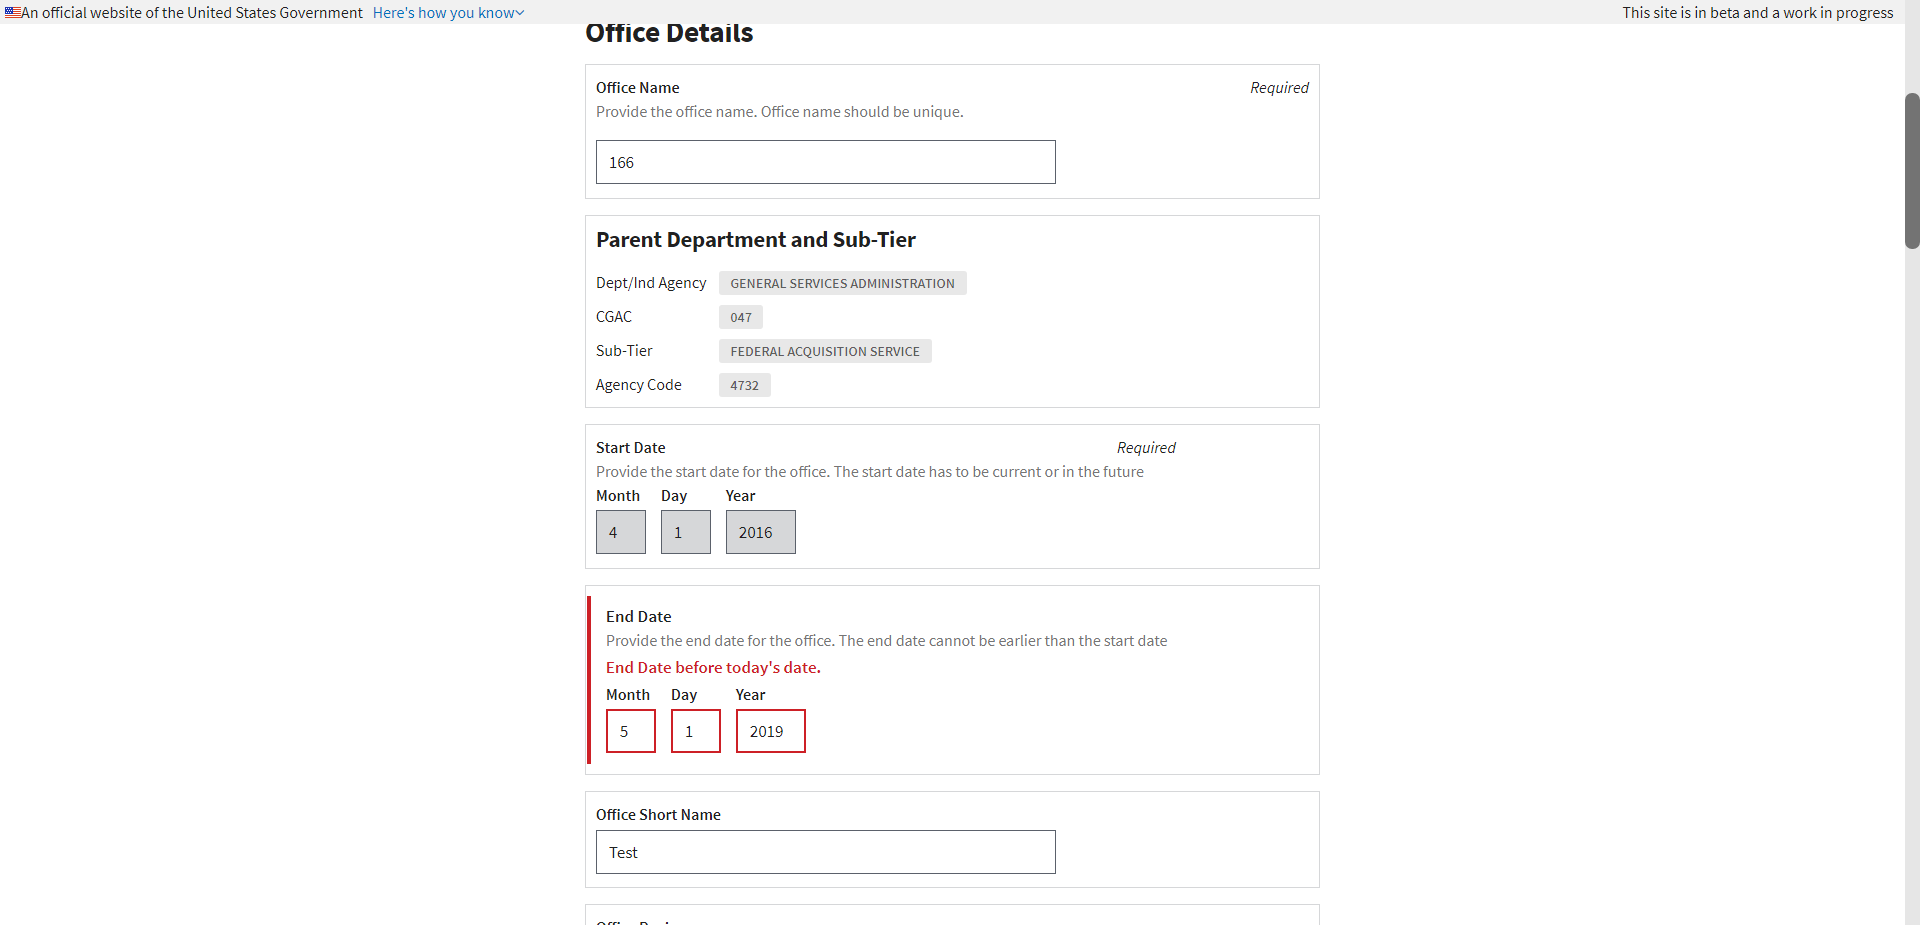 An official website of the United States Government Here's how you know
This site is in beta and a work in progress
Office Details
Office Name Required
Provide the office name. Office name should be unique.
166
Parent Department and Sub-Tier
Dept/Ind Agency GENERAL SERVICES ADMINISTRATION
CGAC 047
Sub-Tier FEDERAL ACQUISITION SERVICE
Agency Code 4732
Start Date Required
Provide the start date for the office. The start date has to be current or in the future
Month Day Year
4 1 2016
End Date
Provide the end date for the office. The end date cannot be earlier than the start date
End Date before today's date.
Month Day Year
5 1 2019
Office Short Name
Test